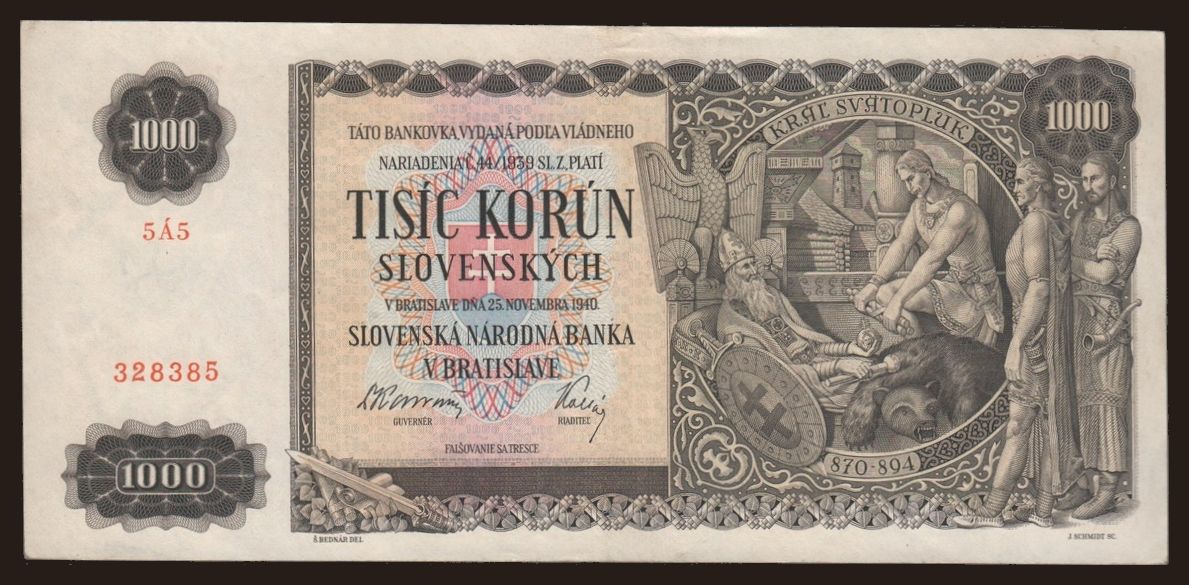 1000
5Á5
328385
1000
TÁTO BANKOVKA, VYDANÁ PODĽA VLÁDNEHO
NARIADENIA Č. 44/1939 SL. Z. PLATÍ
TISÍC KORÚN
SLOVENSKÝCH
V BRATISLAVE DŇA 25. NOVEMBRA 1940.
SLOVENSKÁ NÁRODNÁ BANKA
V BRATISLAVE
GUVERNÉR
RIADITEĽ
FALŠOVANIE SA TRESCE
KRÁĽ SVÄTOPLUK
1000
870-894
Š. BEDNÁR DEL.
J. SCHMIDT SC.